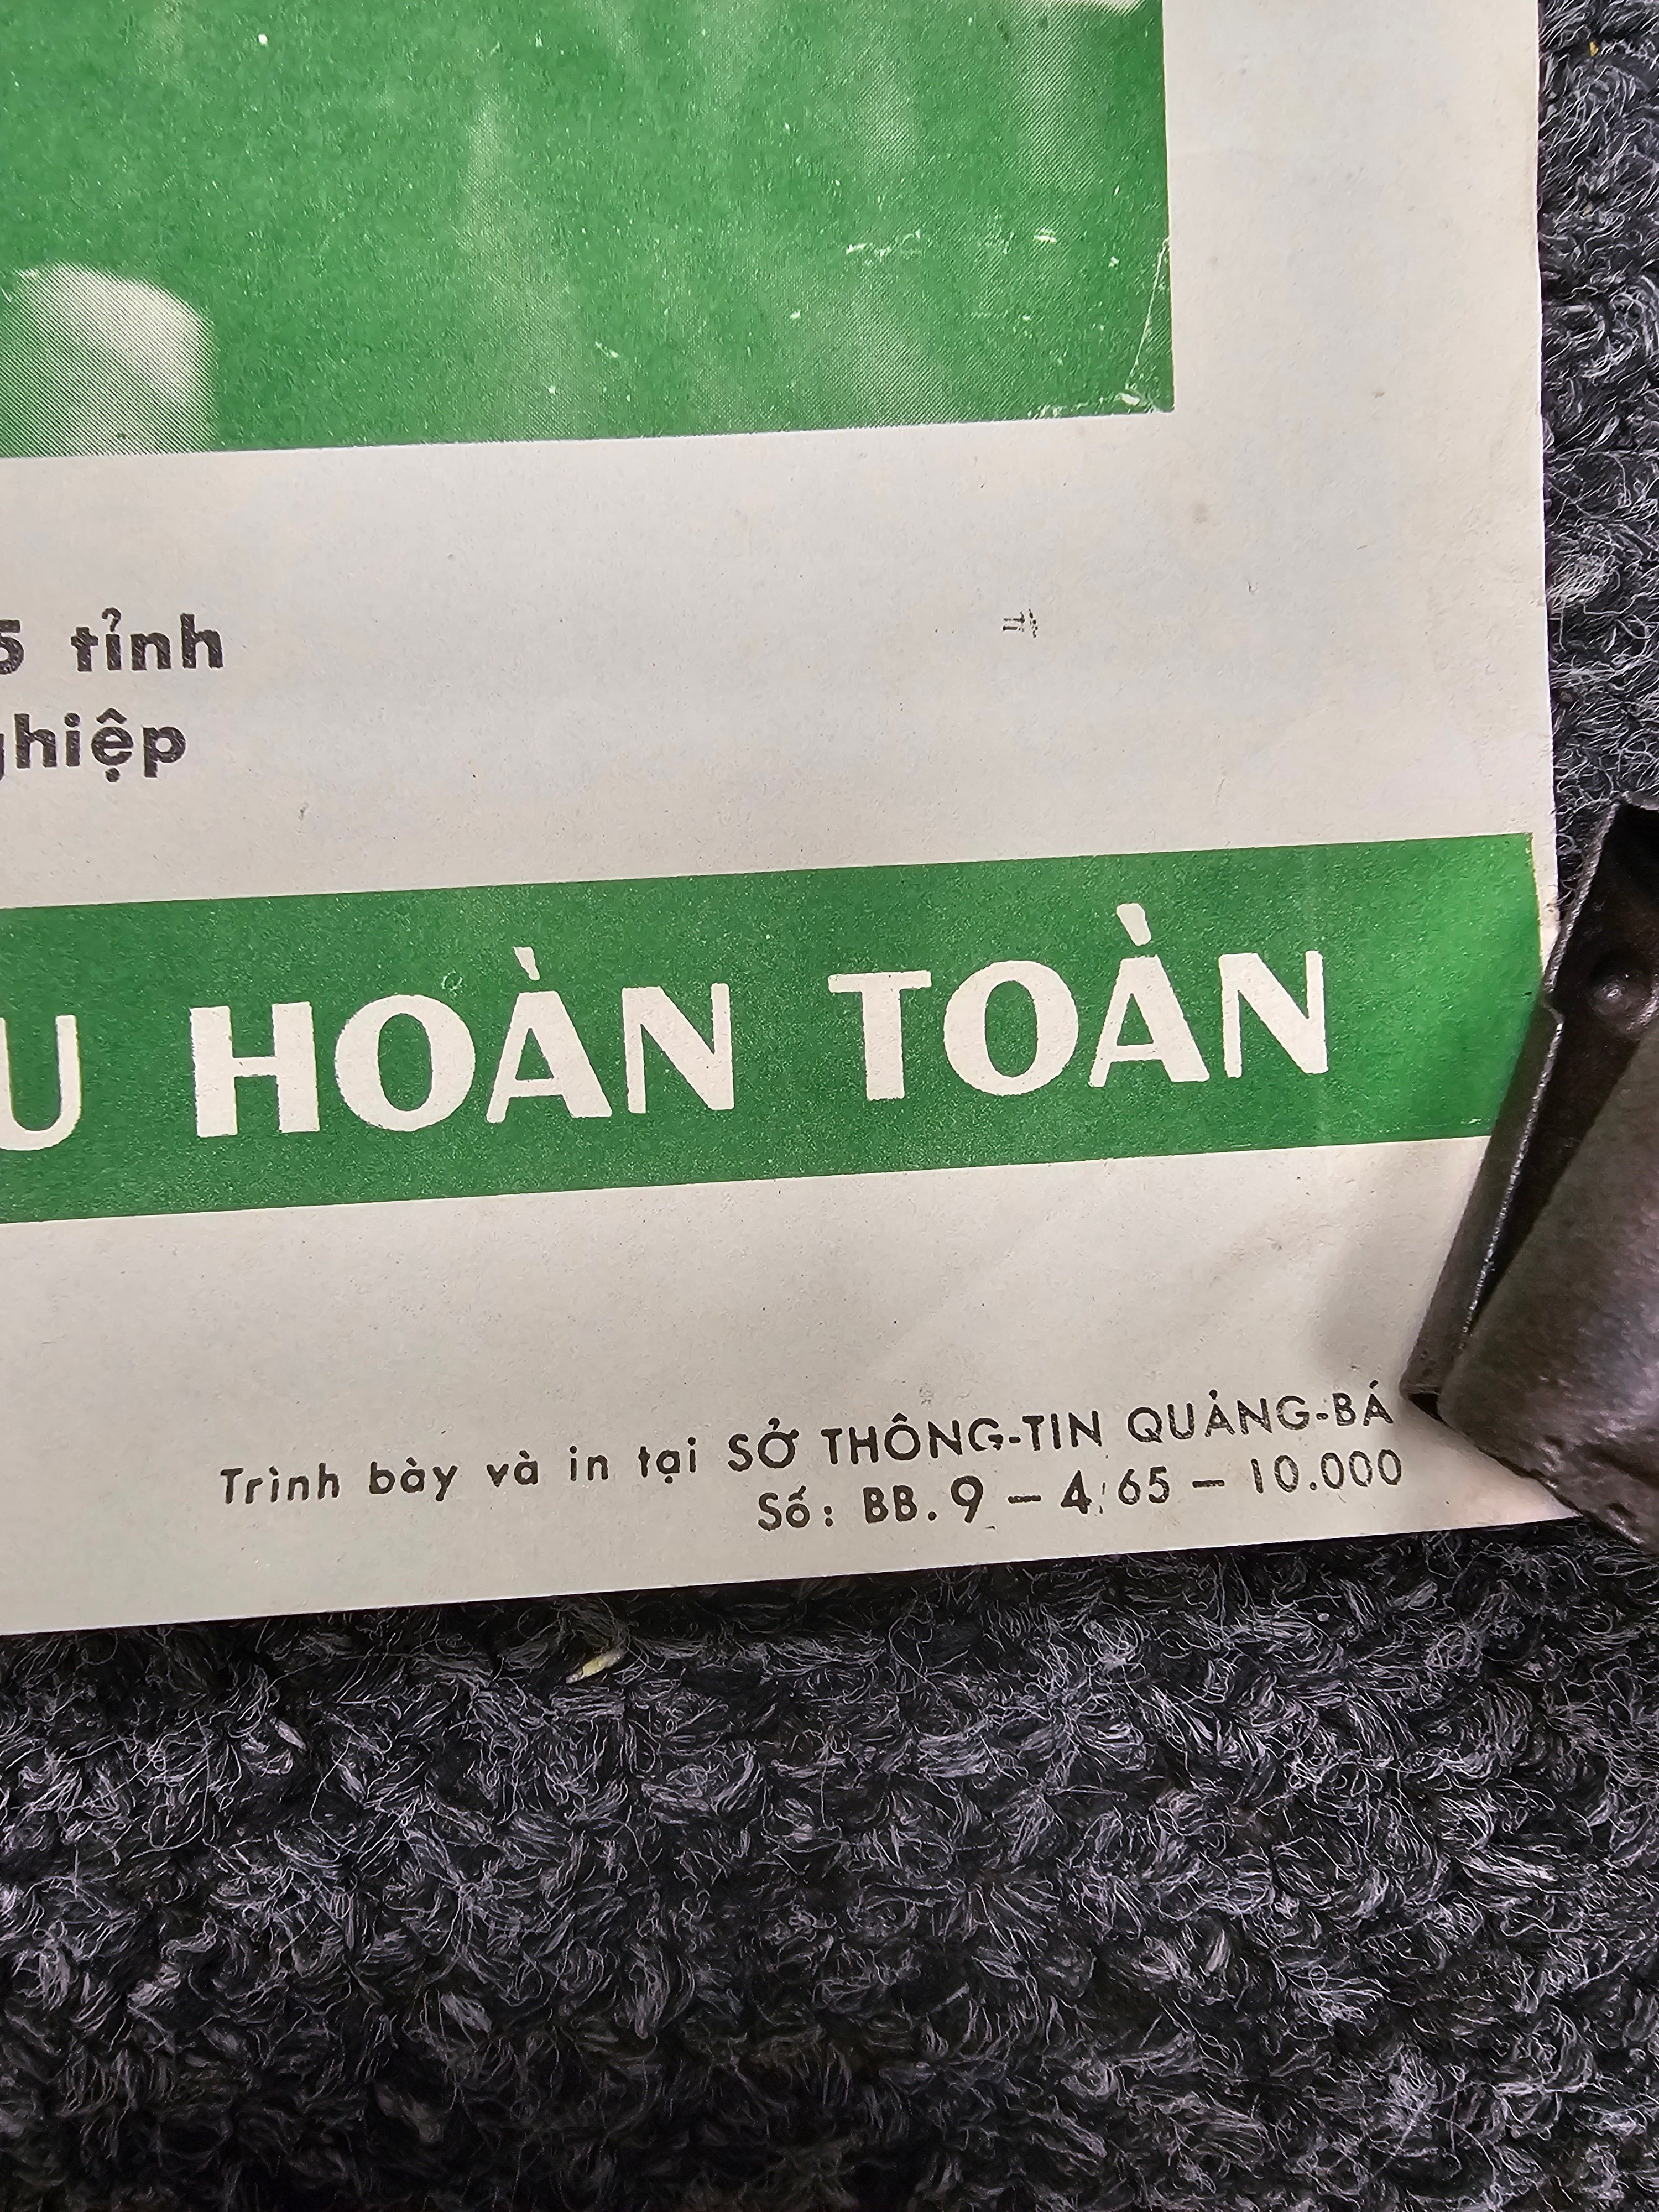 5 tỉnh
ghiệp
U HOÀN TOÀN
Trình bày và in tại SỞ THÔNG-TIN QUẢNG-BÁ
Số: BB. 9 – 4/65 – 10.000